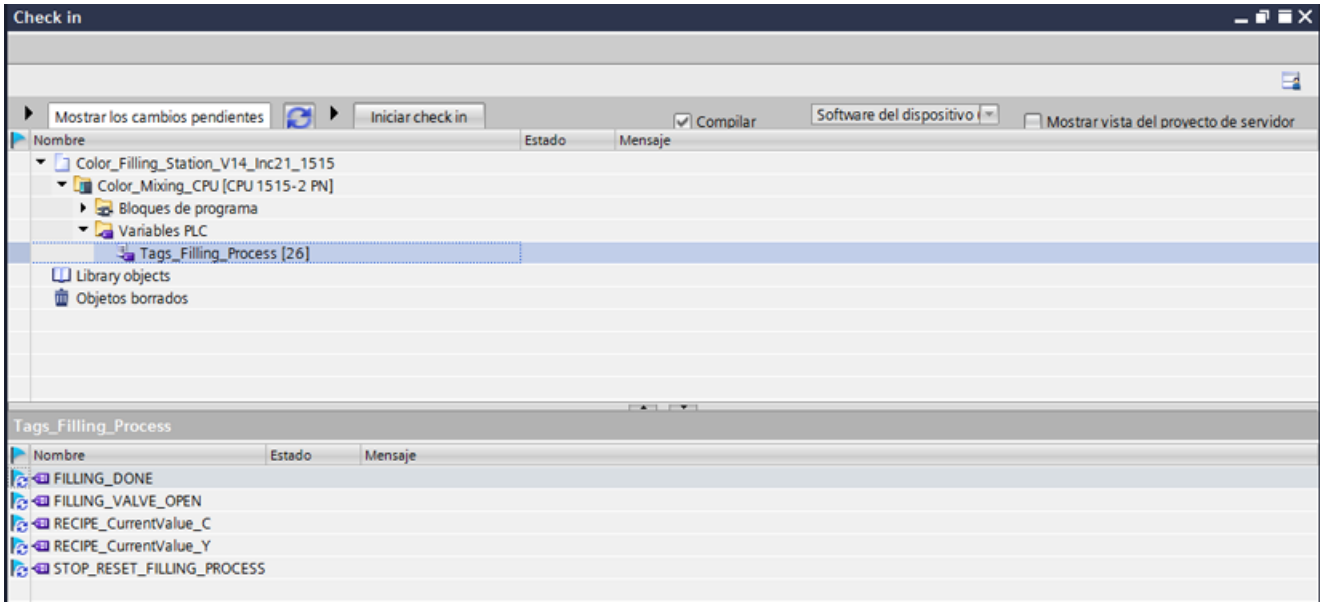 Check in
Mostrar los cambios pendientes Iniciar check in Compilar Software del dispositivo ( Mostrar vista del proyecto de servidor
Nombre Estado Mensaje
Color_Filling_Station_V14_Inc21_1515
Color_Mixing_CPU [CPU 1515-2 PN]
Bloques de programa
Variables PLC
Tags_Filling_Process [26]
Library objects
Objetos borrados
Tags_Filling_Process
Nombre Estado Mensaje
FILLING_DONE
FILLING_VALVE_OPEN
RECIPE_CurrentValue_C
RECIPE_CurrentValue_Y
STOP_RESET_FILLING_PROCESS